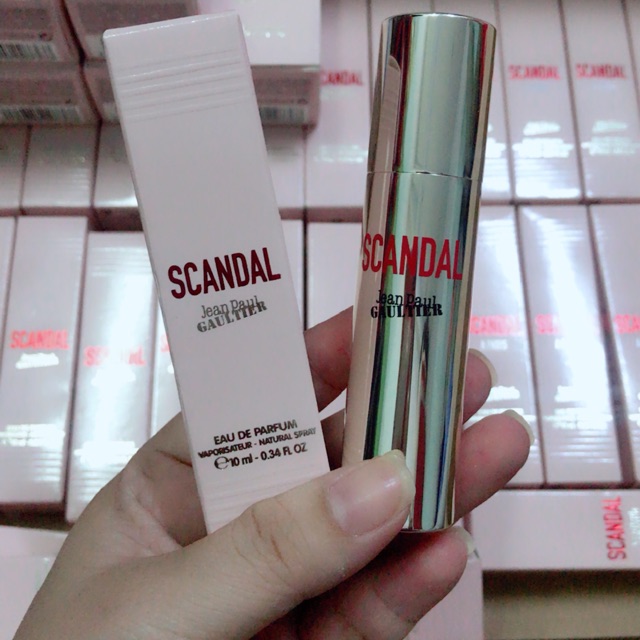 SCANDAL
SCANDAL
SCANDAL
SCANDAL
Jean Paul
GAULTIER
EAU DE PARFUM
VAPORISATEUR - NATURAL SPRAY
℮10 ml - 0.34 FL OZ
SCANDAL
Jean Paul
GAULTIER
SCANDAL
SCANDAL
SCANDAL
SCANDAL
SCANDAL